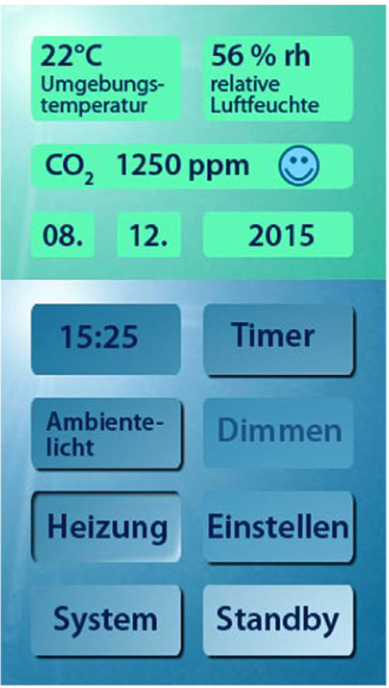 22°C 56 % rh
Umgebungs- relative
temperatur Luftfeuchte
CO₂ 1250 ppm
08. 12. 2015
15:25 Timer
Ambiente-
licht Dimmen
Heizung Einstellen
System Standby